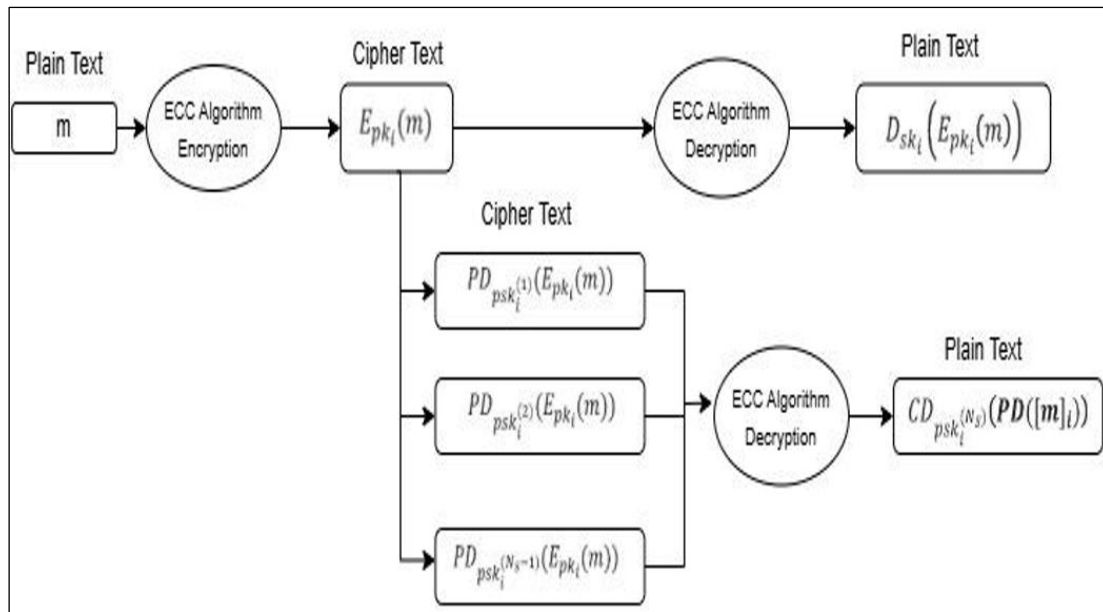 Plain Text
m
ECC Algorithm
Encryption
Cipher Text
E_{pk_i}(m)
ECC Algorithm
Decryption
Plain Text
D_{sk_i}(E_{pk_i}(m))
Cipher Text
PD_{psk_i^{(1)}}(E_{pk_i}(m))
PD_{psk_i^{(2)}}(E_{pk_i}(m))
PD_{psk_i^{(N_S-1)}}(E_{pk_i}(m))
ECC Algorithm
Decryption
Plain Text
CD_{psk_i^{(N_S)}}(PD([m]_i))